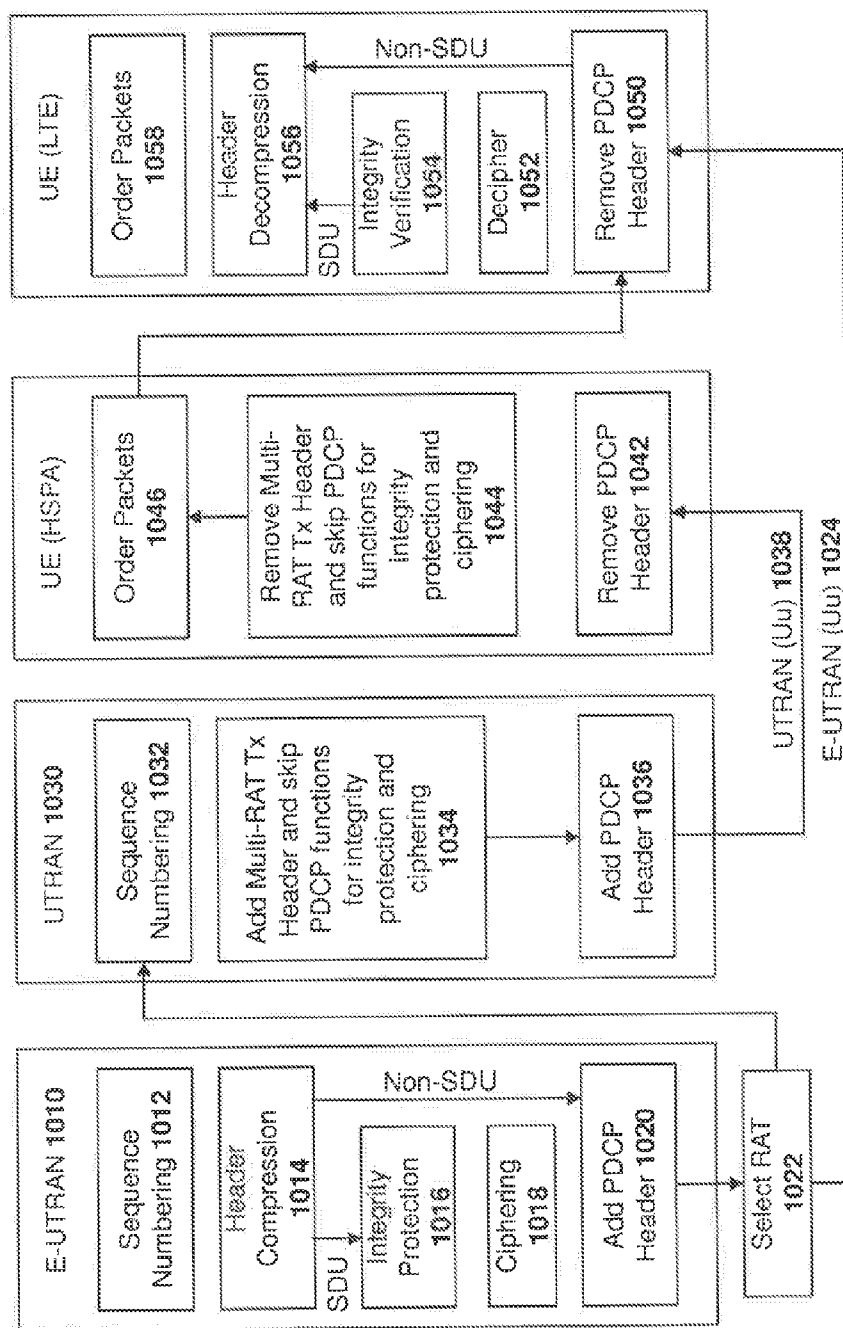 E-UTRAN 1010
Sequence
Numbering 1012
Header
Compression
1014
SDU
Non-SDU
Integrity
Protection
1016
Ciphering
1018
Add PDCP
Header 1020
Select RAT
1022
UTRAN 1030
Sequence
Numbering 1032
Add Multi-RAT Tx
Header and skip
PDCP functions
for integrity
protection and
ciphering
1034
Add PDCP
Header 1036
UE (HSPA)
Order Packets
1046
Remove Multi-
RAT Tx Header
and skip PDCP
functions for
integrity
protection and
ciphering
1044
Remove PDCP
Header 1042
UTRAN (Uu) 1038
E-UTRAN (Uu) 1024
UE (LTE)
Order Packets
1058
Header
Decompression
1056
SDU
Non-SDU
Integrity
Verification
1054
Decipher
1052
Remove PDCP
Header 1050